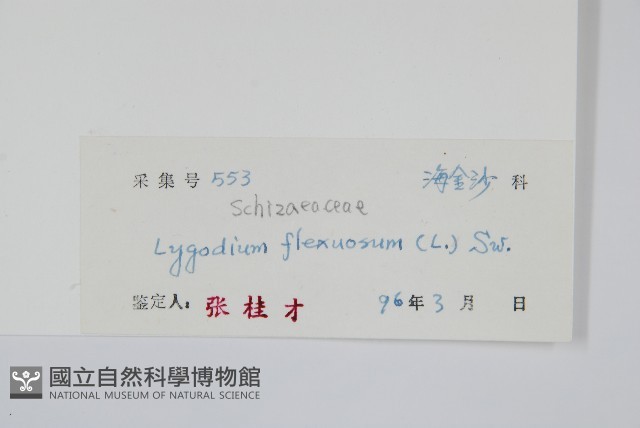 采集号 553 海金沙 科
Schizaeaceae
Lygodium flexuosum (L.) Sw.
鉴定人: 张桂才 96年3月 日
國立自然科學博物館
NATIONAL MUSEUM OF NATURAL SCIENCE